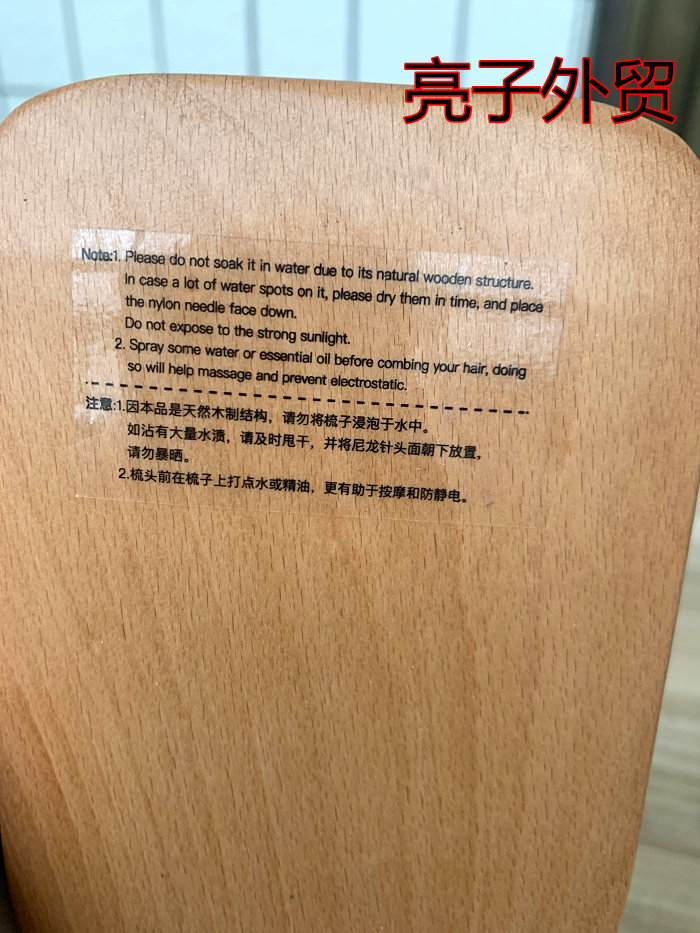 亮子外贸
Note:1. Please do not soak it in water due to its natural wooden structure.
In case a lot of water spots on it, please dry them in time, and place
the nylon needle face down.
Do not expose to the strong sunlight.
2. Spray some water or essential oil before combing your hair, doing
so will help massage and prevent electrostatic.
注意:1.因本品是天然木制结构，请勿将梳子浸泡于水中。
如沾有大量水渍，请及时甩干，并将尼龙针头面朝下放置，
请勿暴晒。
2.梳头前在梳子上打点水或精油，更有助于按摩和防静电。